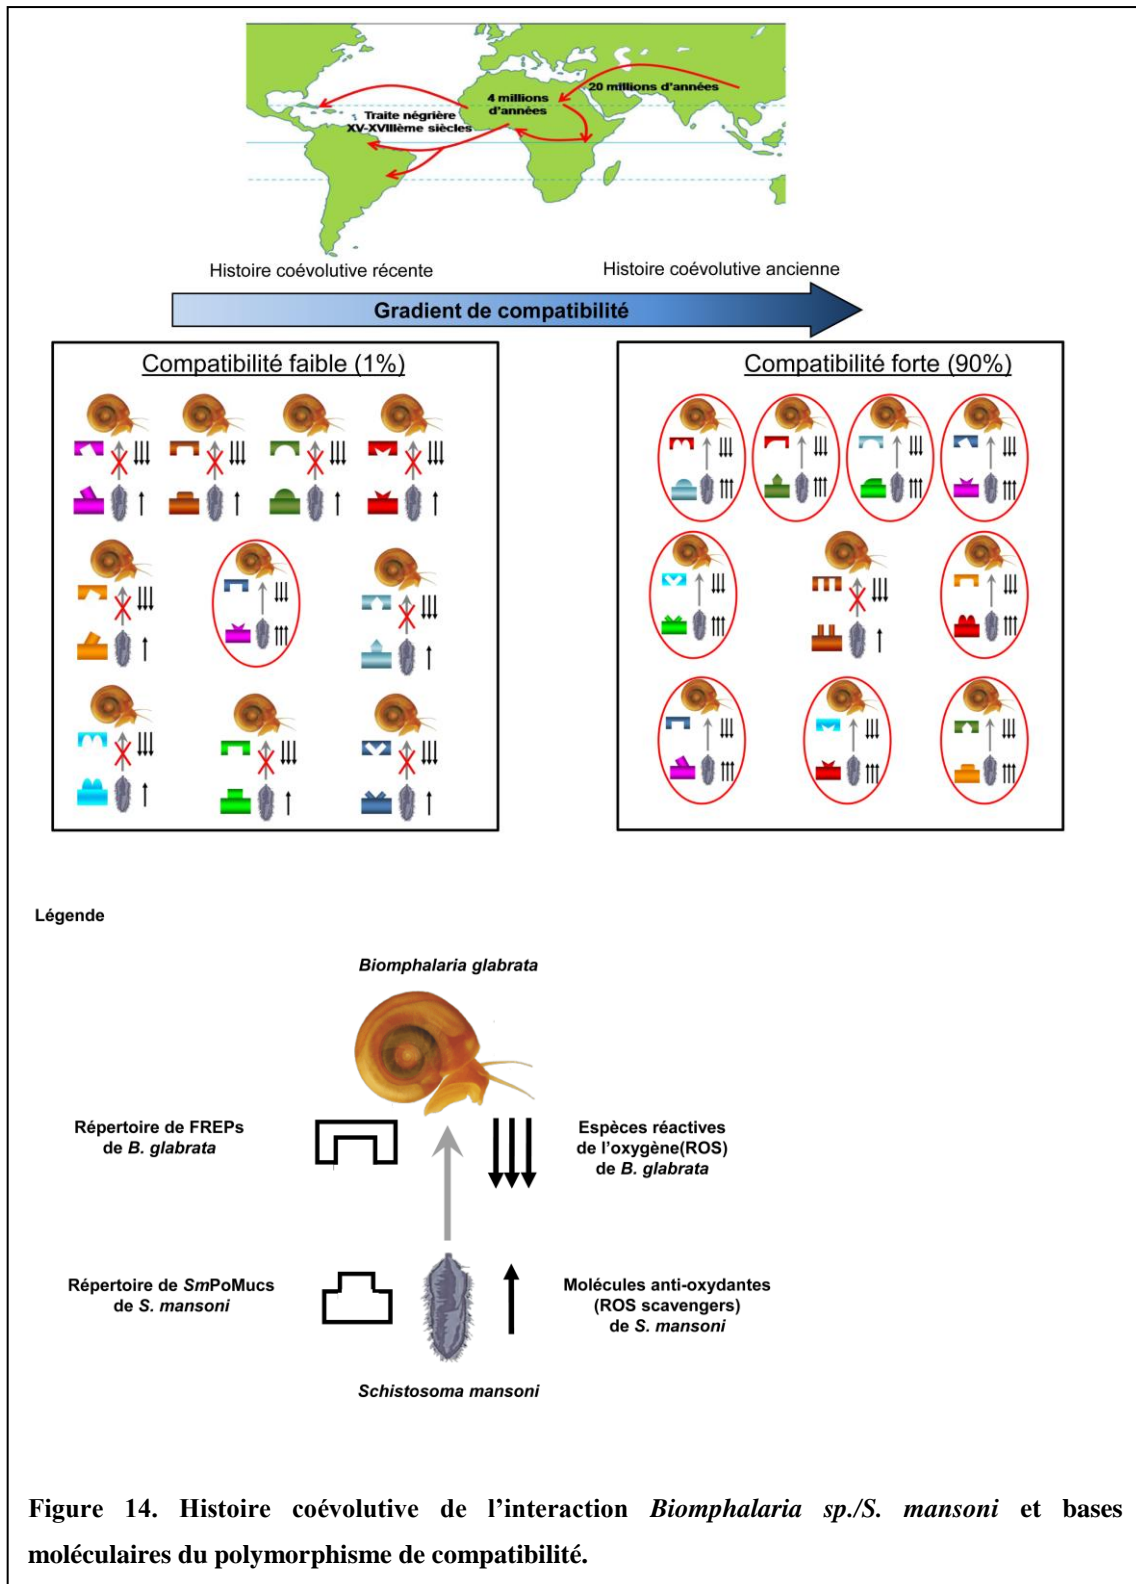 20 millions d'années
4 millions
d'années
Traite négrière
XV-XVIIIème siècles
Histoire coévolutive récente
Histoire coévolutive ancienne
Gradient de compatibilité
Compatibilité faible (1%)
Compatibilité forte (90%)
Légende
Biomphalaria glabrata
Répertoire de FREPs
de B. glabrata
Espèces réactives
de l'oxygène(ROS)
de B. glabrata
Répertoire de SmPoMucs
de S. mansoni
Molécules anti-oxydantes
(ROS scavengers)
de S. mansoni
Schistosoma mansoni
Figure 14. Histoire coévolutive de l'interaction Biomphalaria sp./S. mansoni et bases
moléculaires du polymorphisme de compatibilité.